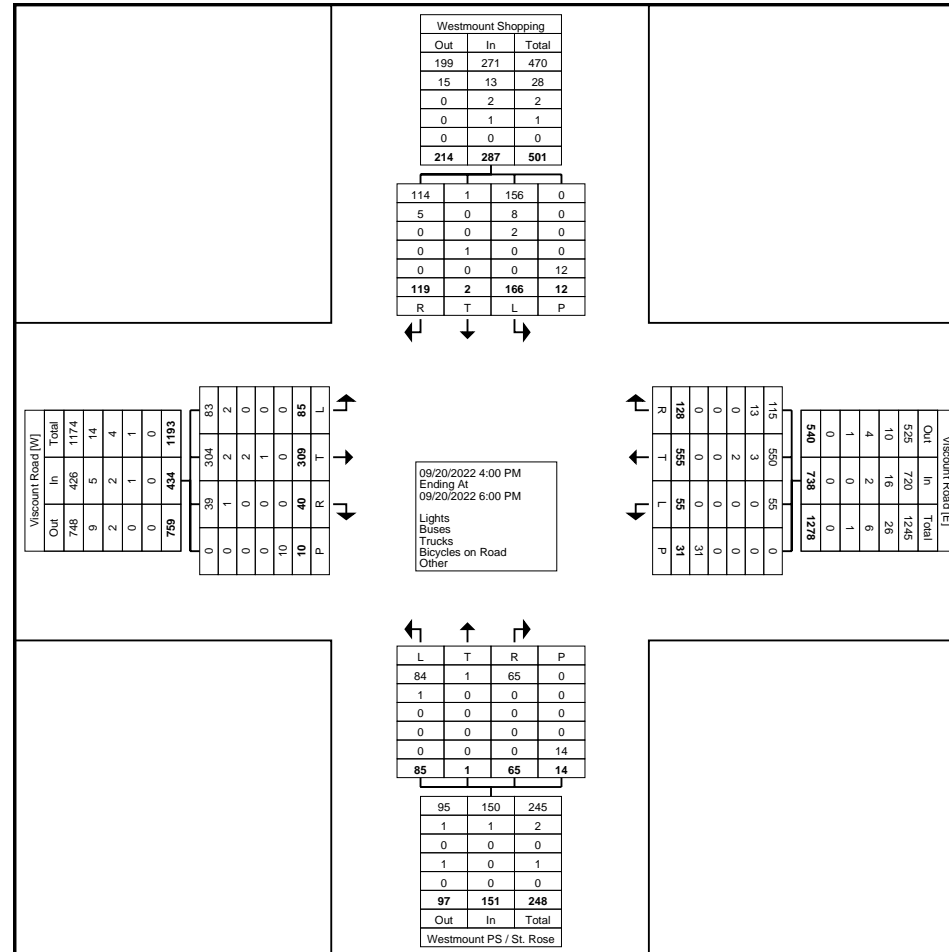 Westmount Shopping
Out In Total
199 271 470
15 13 28
0 2 2
0 1 1
0 0 0
214 287 501
114 1 156 0
5 0 8 0
0 0 2 0
0 1 0 0
0 0 0 12
119 2 166 12
R T L P
Viscount Road [W]
Total In Out
1174 426 748
14 5 9
4 2 2
1 1 0
0 0 0
1193 434 759
83 2 0 0 0 85 L
304 2 2 1 0 309 T
39 1 0 0 0 40 R
0 0 0 0 10 10 P
09/20/2022 4:00 PM
Ending At
09/20/2022 6:00 PM
Lights
Buses
Trucks
Bicycles on Road
Other
R 128 0 0 0 13 115
T 555 0 0 2 3 550
L 55 0 0 0 0 55
P 31 31 0 0 0 0
Viscount Road [E]
Out In Total
525 720 1245
10 16 26
4 2 6
1 0 1
0 0 0
540 738 1278
L T R P
84 1 65 0
1 0 0 0
0 0 0 0
0 0 0 0
0 0 0 14
85 1 65 14
95 150 245
1 1 2
0 0 0
1 0 1
0 0 0
97 151 248
Out In Total
Westmount PS / St. Rose